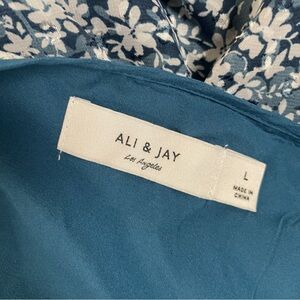 ALI & JAY
Los Angeles
L
MADE IN
CHINA